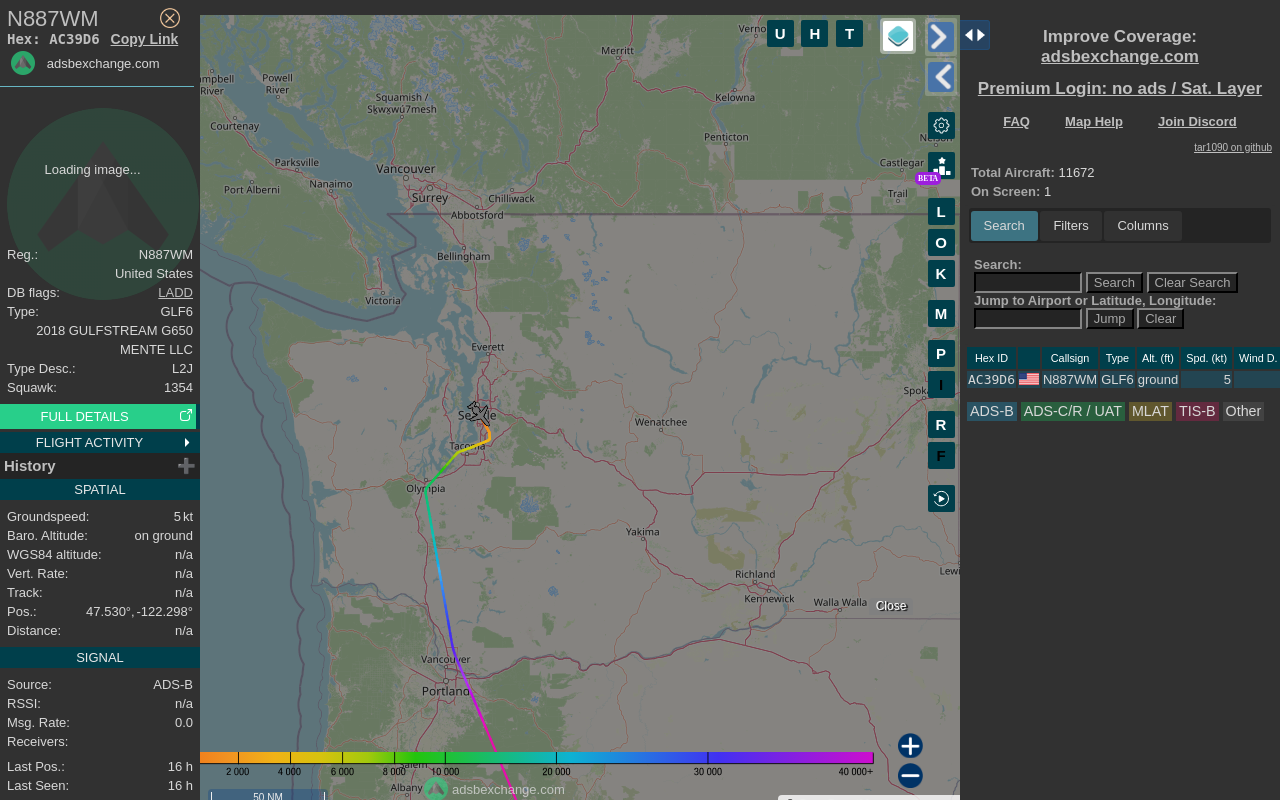 N887WM
Hex: AC39D6 Copy Link
adsbexchange.com
Loading image...
Reg.: N887WM
United States
DB flags: LADD
Type: GLF6
2018 GULFSTREAM G650
MENTE LLC
Type Desc.: L2J
Squawk: 1354
FULL DETAILS
FLIGHT ACTIVITY
History
SPATIAL
Groundspeed: 5 kt
Baro. Altitude: on ground
WGS84 altitude: n/a
Vert. Rate: n/a
Track: n/a
Pos.: 47.530°, -122.298°
Distance: n/a
SIGNAL
Source: ADS-B
RSSI: n/a
Msg. Rate: 0.0
Receivers:
Last Pos.: 16 h
Last Seen: 16 h
U H T
Merritt
Powell
River
River
Squamish /
Sḵwx̱wú7mesh
Kelowna
Courtenay
Penticton
Parksville
Nanaimo
Vancouver
Castlegar
Port Alberni
Surrey
Chilliwack
Trail
Abbotsford
Bellingham
Victoria
Everett
Wenatchee
Olympia
Yakima
Richland
Kennewick
Walla Walla
Close
Vancouver
Portland
Albany
BETA
L
O
K
M
P
I
R
F
2 000 4 000 6 000 8 000 10 000 20 000 30 000 40 000+
adsbexchange.com
50 NM
Improve Coverage:
adsbexchange.com
Premium Login: no ads / Sat. Layer
FAQ Map Help Join Discord
tar1090 on github
Total Aircraft: 11672
On Screen: 1
Search Filters Columns
Search:
Search Clear Search
Jump to Airport or Latitude, Longitude:
Jump Clear
Hex ID Callsign Type Alt. (ft) Spd. (kt) Wind D.
AC39D6 N887WM GLF6 ground 5
ADS-B ADS-C/R / UAT MLAT TIS-B Other